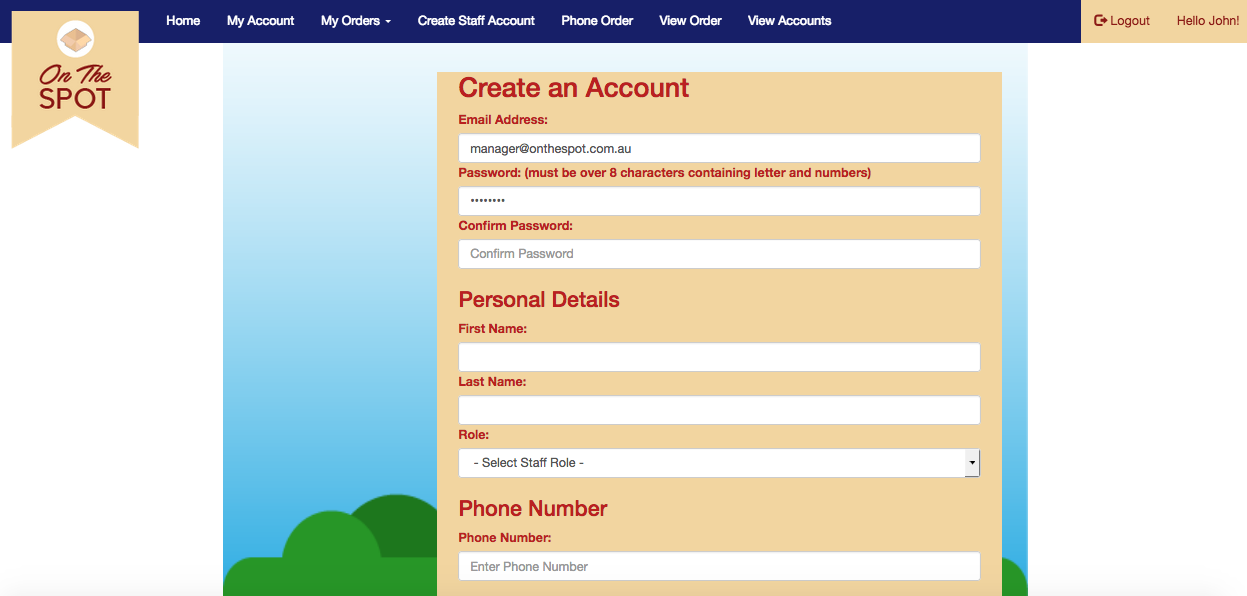 Home My Account My Orders Create Staff Account Phone Order View Order View Accounts Logout Hello John!
On The
SPOT
Create an Account
Email Address:
manager@onthespot.com.au
Password: (must be over 8 characters containing letter and numbers)
••••••••
Confirm Password:
Confirm Password
Personal Details
First Name:
Last Name:
Role:
- Select Staff Role -
Phone Number
Phone Number:
Enter Phone Number